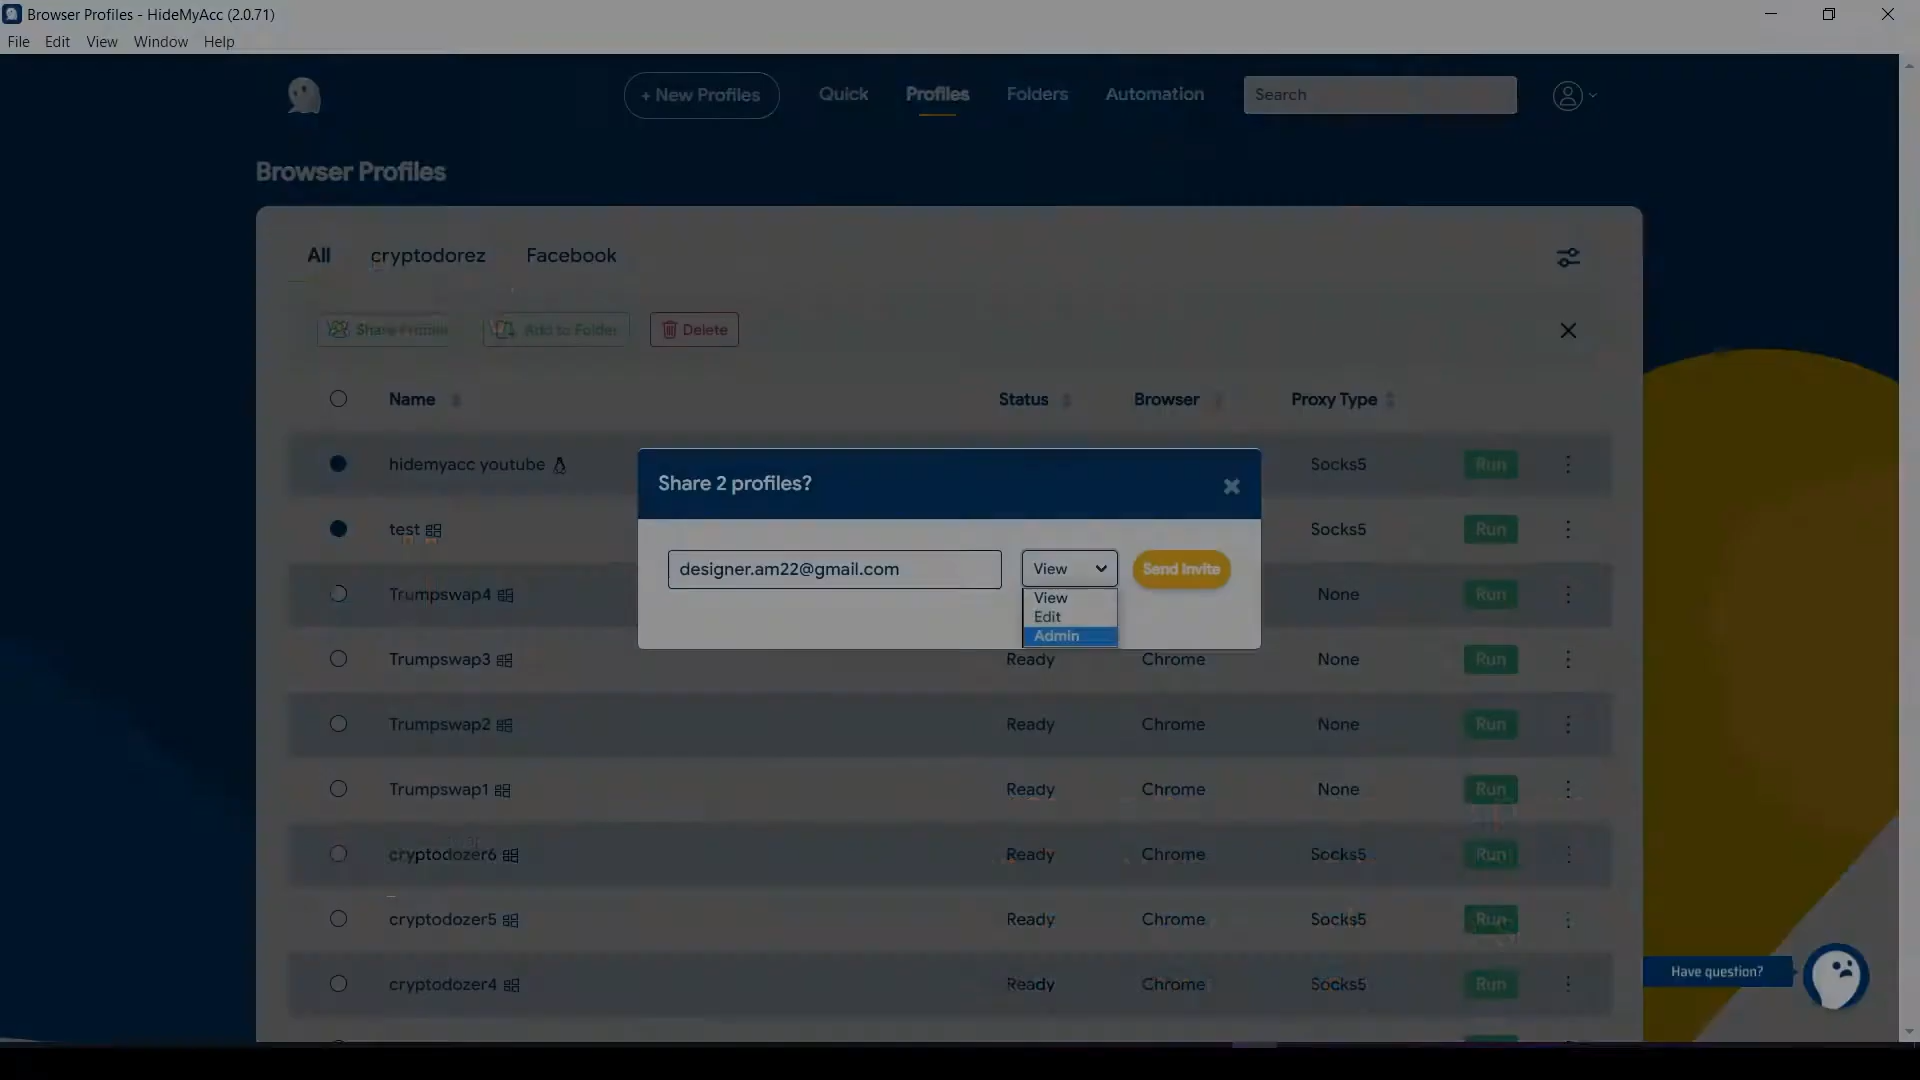 Browser Profiles - HideMyAcc (2.0.71)
File Edit View Window Help
+ New Profiles Quick Profiles Folders Automation Search
Browser Profiles
All cryptodorez Facebook
Share Profile Add to Folder Delete
Name Status Browser Proxy Type
hidemyacc youtube Socks5 Run
Share 2 profiles?
test Socks5 Run
designer.am22@gmail.com View Send Invite
View
Edit
Admin
Trumpswap4 None Run
Trumpswap3 Ready Chrome None Run
Trumpswap2 Ready Chrome None Run
Trumpswap1 Ready Chrome None Run
cryptodozer6 Ready Chrome Socks5 Run
cryptodozer5 Ready Chrome Socks5 Run
cryptodozer4 Ready Chrome Socks5 Run
Have question?